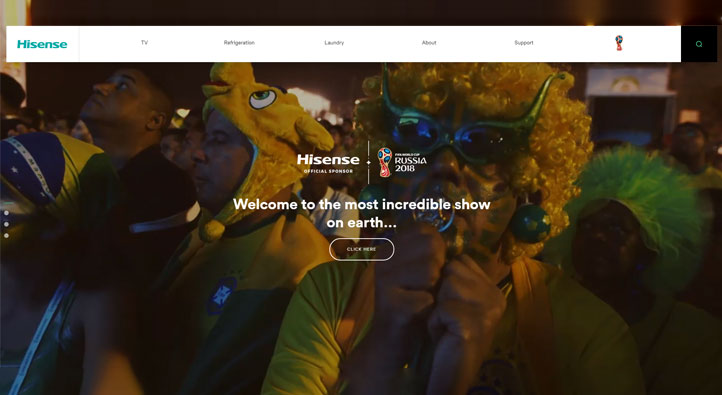 Hisense
TV
Refrigeration
Laundry
About
Support
Hisense
OFFICIAL SPONSOR
FIFA WORLD CUP
RUSSIA
2018
Welcome to the most incredible show
on earth...
CLICK HERE